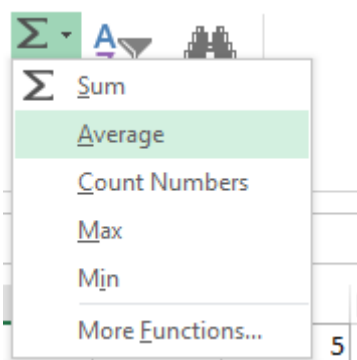 Σ
A
Σ Sum
Average
Count Numbers
Max
Min
More Functions...
5